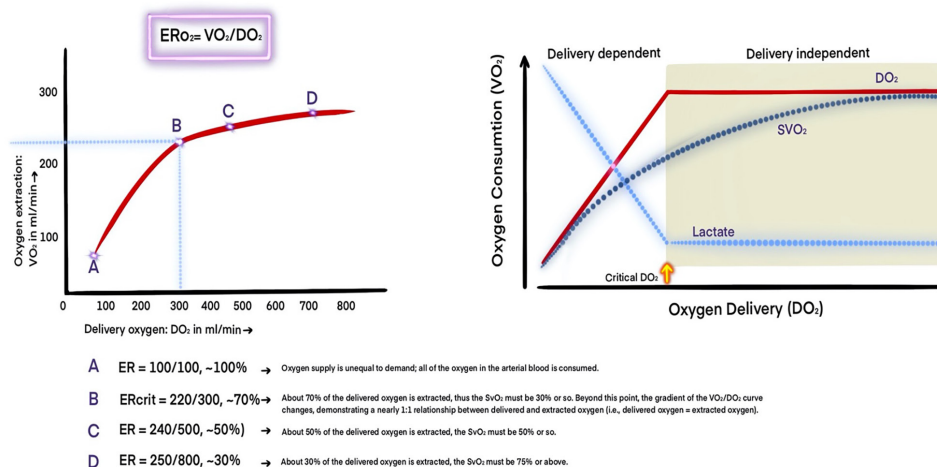 ERO₂= VO₂/DO₂
Oxygen extraction:
VO₂ in ml/min→
300
200
100
A
B
C
D
0 100 200 300 400 500 600 700 800
Delivery oxygen: DO₂ in ml/min→
Delivery dependent
Delivery independent
Oxygen Consumtion (VO₂)
DO₂
SVO₂
Lactate
Critical DO₂
Oxygen Delivery (DO₂)
A ER = 100/100, ~100% → Oxygen supply is unequal to demand; all of the oxygen in the arterial blood is consumed.
B ERcrit = 220/300, ~70%→ About 70% of the delivered oxygen is extracted, thus the SvO₂ must be 30% or so. Beyond this point, the gradient of the VO₂/DO₂ curve
changes, demonstrating a nearly 1:1 relationship between delivered and extracted oxygen (i.e., delivered oxygen = extracted oxygen).
C ER = 240/500, ~50%) → About 50% of the delivered oxygen is extracted, the SvO₂ must be 50% or so.
D ER = 250/800, ~30% → About 30% of the delivered oxygen is extracted, the SvO₂ must be 75% or above.